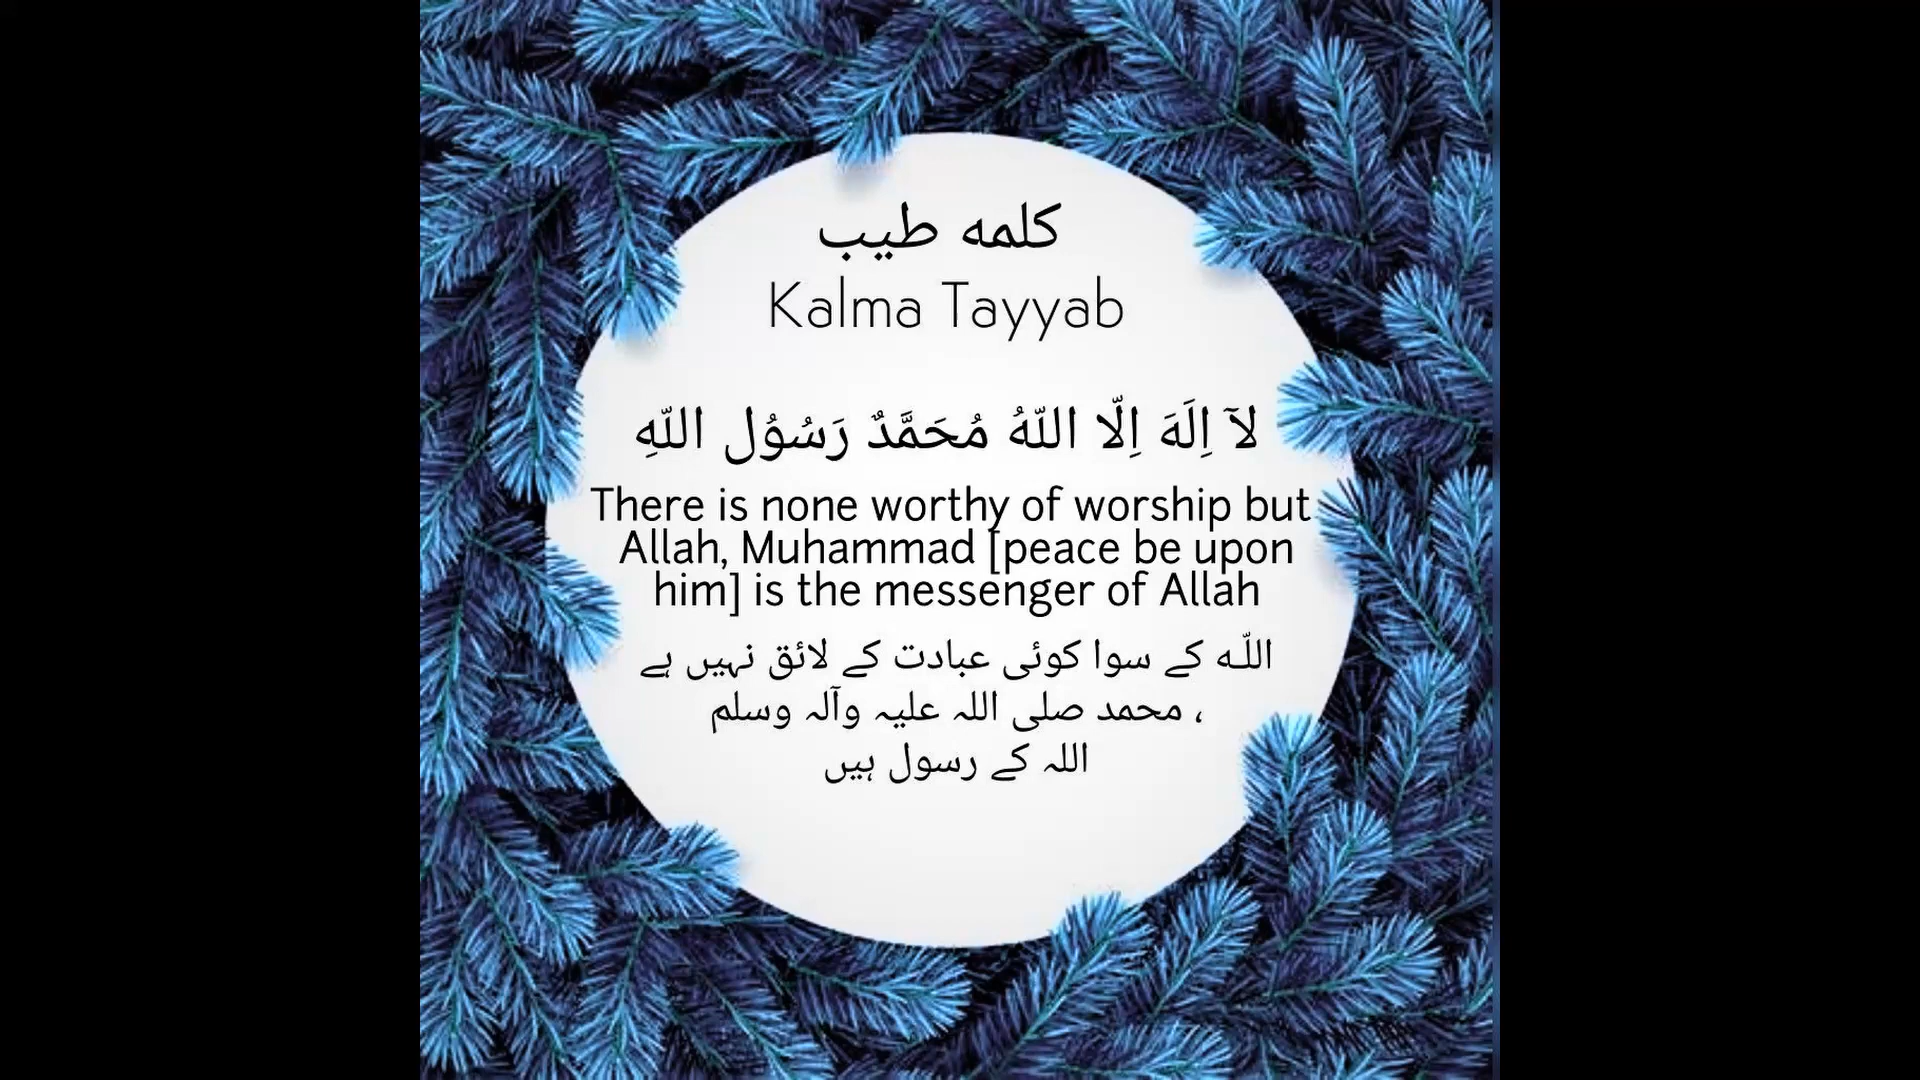 کلمہ طیب
Kalma Tayyab
لآ اِلَهَ اِلّا اللّهُ مُحَمَّدٌ رَسُوُل اللّهِ
There is none worthy of worship but
Allah, Muhammad [peace be upon
him] is the messenger of Allah
اللّـہ کے سوا کوئی عبادت کے لائق نہیں ہے
، محمد صلی اللہ علیہ وآلہ وسلم
اللہ کے رسول ہیں